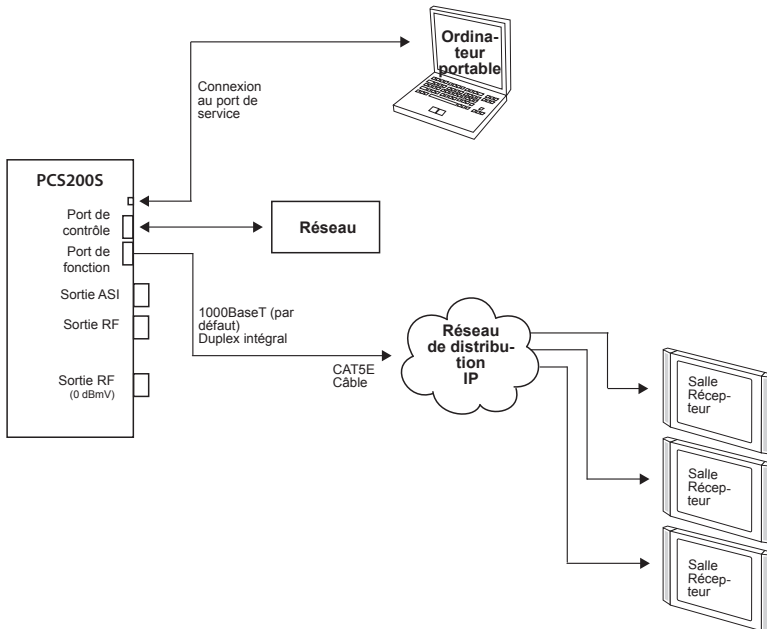 Ordina-
teur
portable
Connexion
au port de
service
PCS200S
Port de
contrôle
Réseau
Port de
fonction
Sortie ASI
1000BaseT (par
défaut)
Duplex intégral
Sortie RF
CAT5E
Câble
Réseau
de distribu-
tion
IP
Sortie RF
(0 dBmV)
Salle
Récep-
teur
Salle
Récep-
teur
Salle
Récep-
teur